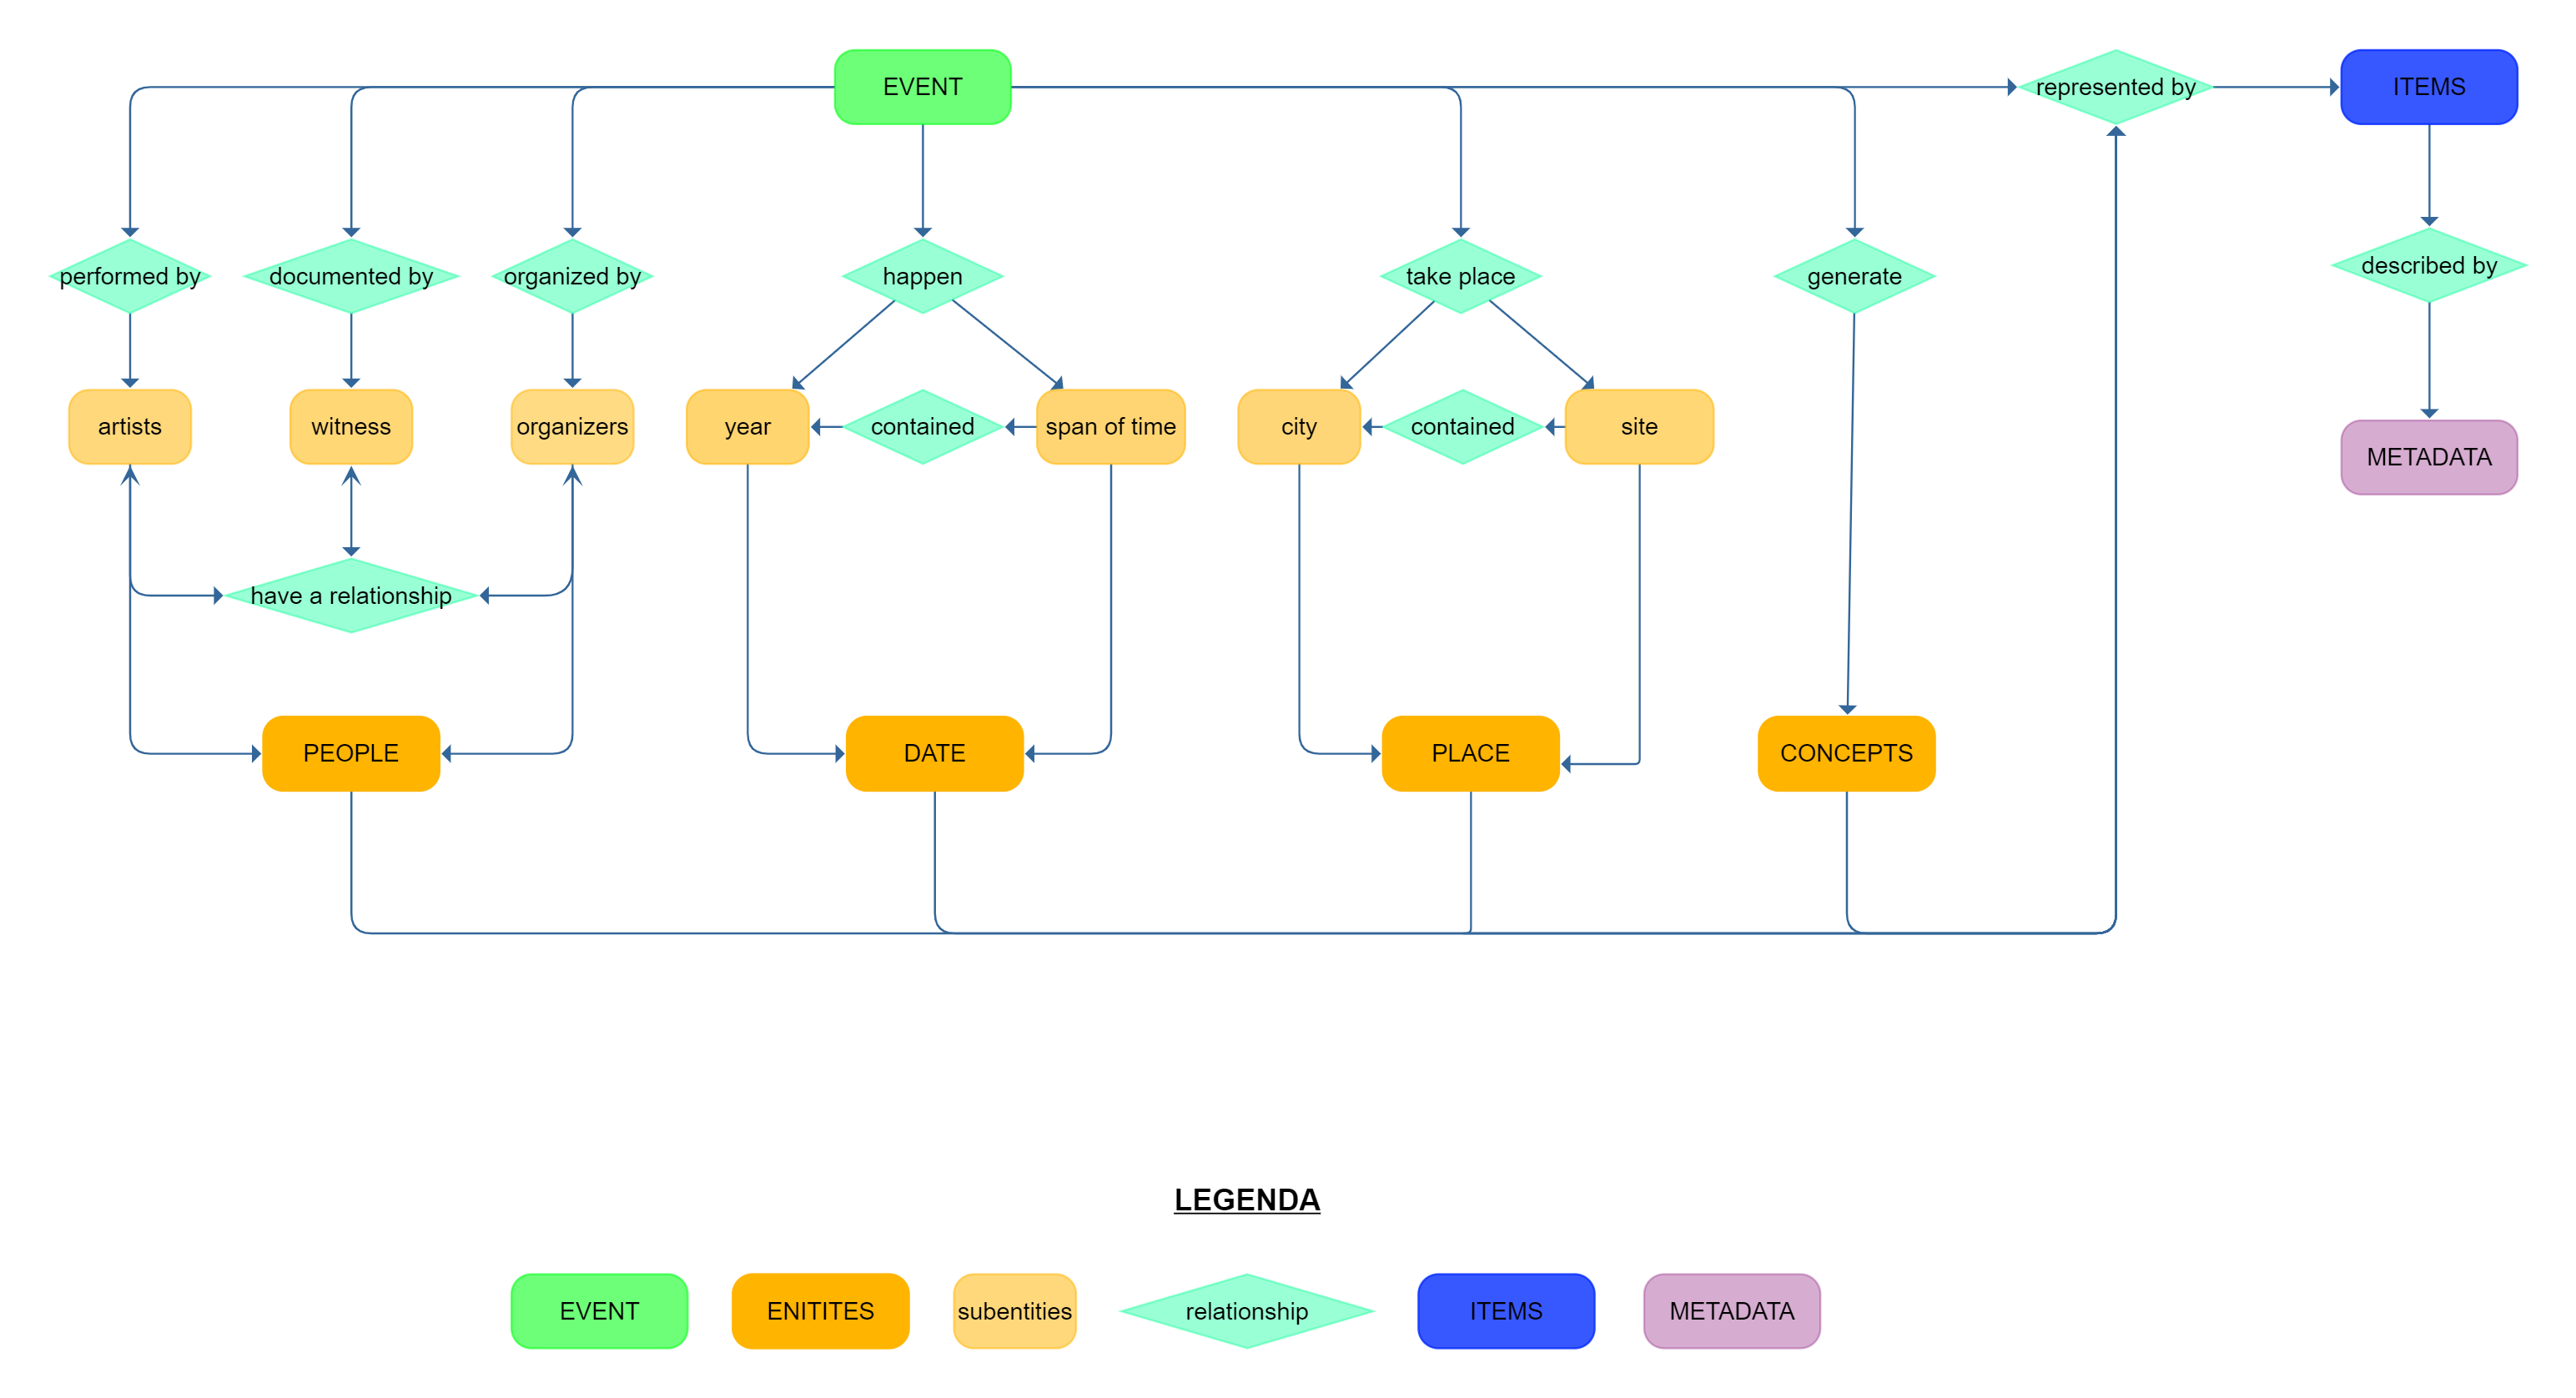 EVENT
represented by
ITEMS
performed by
documented by
organized by
happen
take place
generate
described by
artists
witness
organizers
year
contained
span of time
city
contained
site
METADATA
have a relationship
PEOPLE
DATE
PLACE
CONCEPTS
LEGENDA
EVENT
ENITITES
subentities
relationship
ITEMS
METADATA